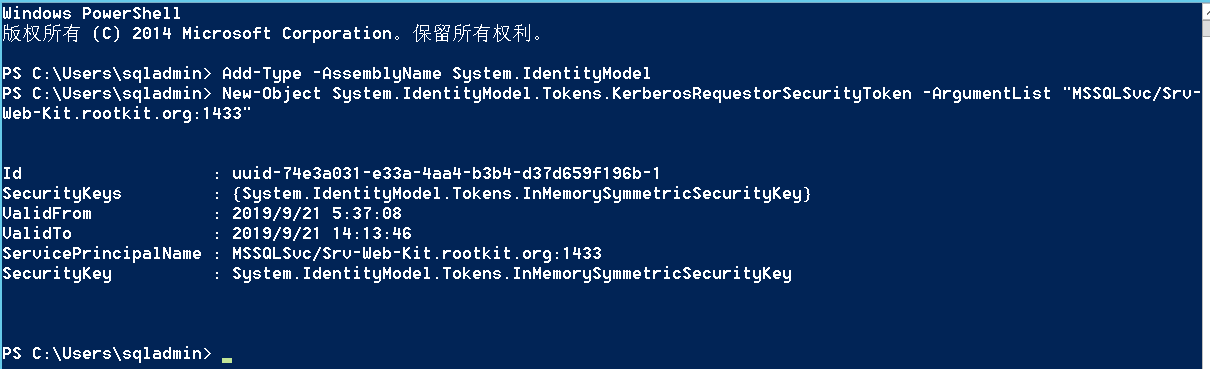 Windows PowerShell
版权所有 (C) 2014 Microsoft Corporation。保留所有权利。
PS C:\Users\sqladmin> Add-Type -AssemblyName System.IdentityModel
PS C:\Users\sqladmin> New-Object System.IdentityModel.Tokens.KerberosRequestorSecurityToken -ArgumentList "MSSQLSvc/Srv-
Web-Kit.rootkit.org:1433"
Id                   : uuid-74e3a031-e33a-4aa4-b3b4-d37d659f196b-1
SecurityKeys         : {System.IdentityModel.Tokens.InMemorySymmetricSecurityKey}
ValidFrom            : 2019/9/21 5:37:08
ValidTo              : 2019/9/21 14:13:46
ServicePrincipalName : MSSQLSvc/Srv-Web-Kit.rootkit.org:1433
SecurityKey          : System.IdentityModel.Tokens.InMemorySymmetricSecurityKey
PS C:\Users\sqladmin>